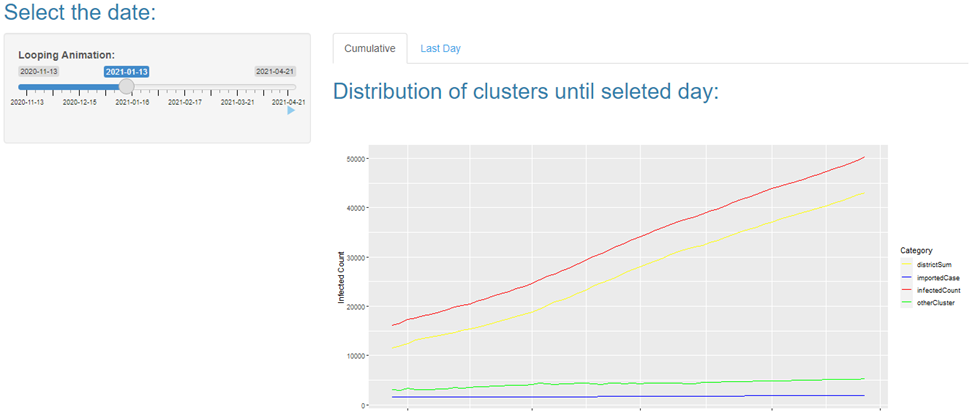 Select the date:
Looping Animation:
2020-11-13 2021-01-13 2021-04-21
2020-11-13 2020-12-15 2021-01-16 2021-02-17 2021-03-21 2021-04-21
Cumulative Last Day
Distribution of clusters until seleted day:
50000
40000
30000
20000
10000
0
Infected Count
Category
districtSum
importedCase
infectedCount
otherCluster